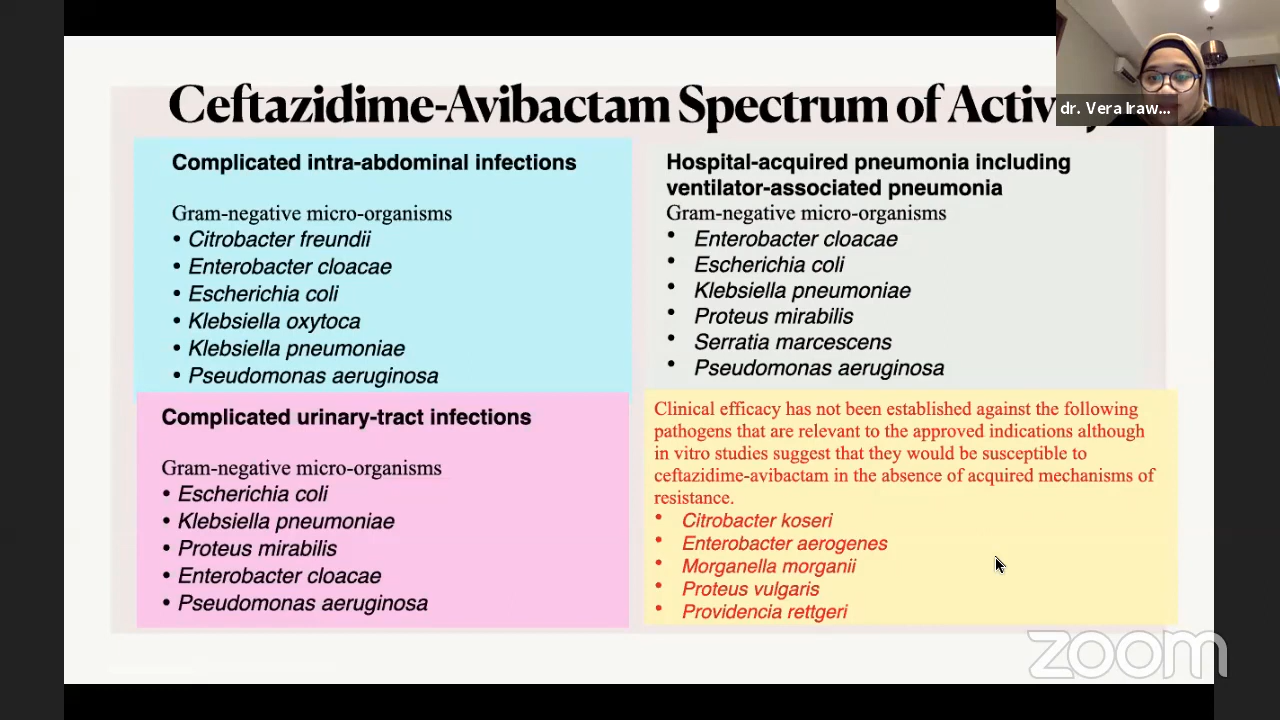 Ceftazidime-Avibactam Spectrum of
dr. Vera Iraw...
Complicated intra-abdominal infections
Gram-negative micro-organisms
• Citrobacter freundii
• Enterobacter cloacae
• Escherichia coli
• Klebsiella oxytoca
• Klebsiella pneumoniae
• Pseudomonas aeruginosa
Hospital-acquired pneumonia including
ventilator-associated pneumonia
Gram-negative micro-organisms
• Enterobacter cloacae
• Escherichia coli
• Klebsiella pneumoniae
• Proteus mirabilis
• Serratia marcescens
• Pseudomonas aeruginosa
Complicated urinary-tract infections
Gram-negative micro-organisms
• Escherichia coli
• Klebsiella pneumoniae
• Proteus mirabilis
• Enterobacter cloacae
• Pseudomonas aeruginosa
Clinical efficacy has not been established against the following
pathogens that are relevant to the approved indications although
in vitro studies suggest that they would be susceptible to
ceftazidime-avibactam in the absence of acquired mechanisms of
resistance.
• Citrobacter koseri
• Enterobacter aerogenes
• Morganella morganii
• Proteus vulgaris
• Providencia rettgeri
zoom